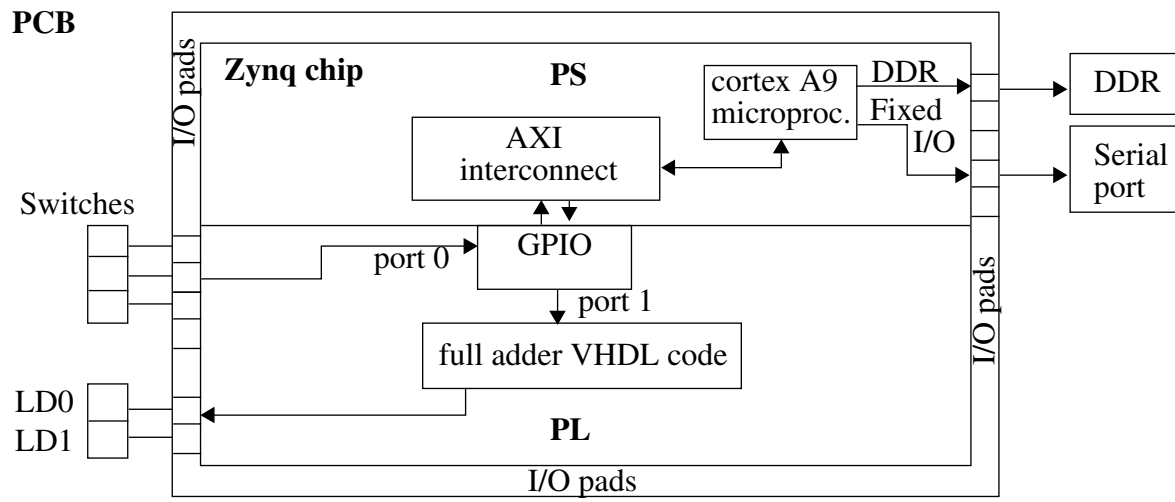 PCB
I/O pads
Zynq chip
PS
cortex A9
microproc.
DDR
Fixed
I/O
DDR
Serial
port
AXI
interconnect
Switches
port 0
GPIO
port 1
I/O pads
full adder VHDL code
LD0
LD1
PL
I/O pads